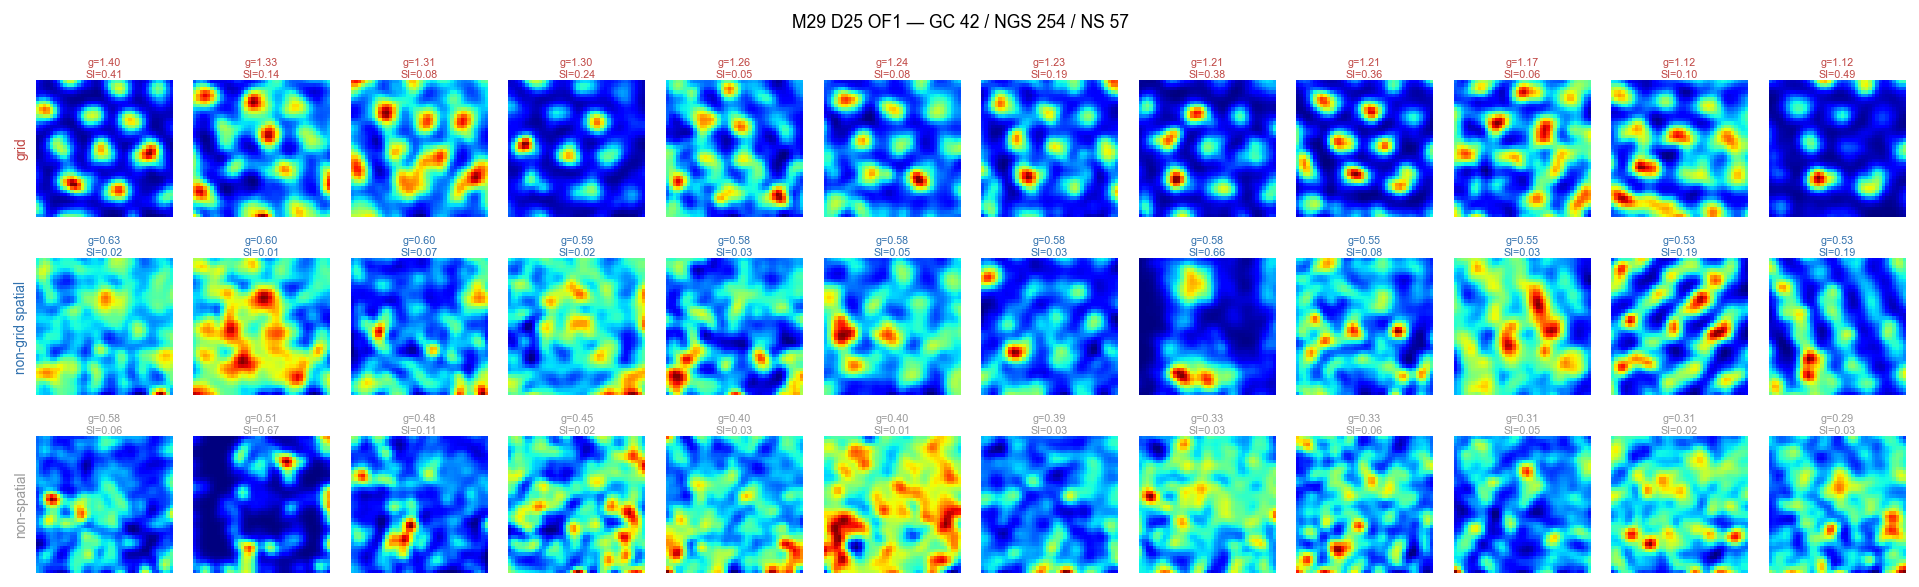 M29 D25 OF1 — GC 42 / NGS 254 / NS 57
grid
g=1.40
SI=0.41
g=1.33
SI=0.14
g=1.31
SI=0.08
g=1.30
SI=0.24
g=1.26
SI=0.05
g=1.24
SI=0.08
g=1.23
SI=0.19
g=1.21
SI=0.38
g=1.21
SI=0.36
g=1.17
SI=0.06
g=1.12
SI=0.10
g=1.12
SI=0.49
non-grid spatial
g=0.63
SI=0.02
g=0.60
SI=0.01
g=0.60
SI=0.07
g=0.59
SI=0.02
g=0.58
SI=0.03
g=0.58
SI=0.05
g=0.58
SI=0.03
g=0.58
SI=0.66
g=0.55
SI=0.08
g=0.55
SI=0.03
g=0.53
SI=0.19
g=0.53
SI=0.19
non-spatial
g=0.58
SI=0.06
g=0.51
SI=0.67
g=0.48
SI=0.11
g=0.45
SI=0.02
g=0.40
SI=0.03
g=0.40
SI=0.01
g=0.39
SI=0.03
g=0.33
SI=0.03
g=0.33
SI=0.06
g=0.31
SI=0.05
g=0.31
SI=0.02
g=0.29
SI=0.03